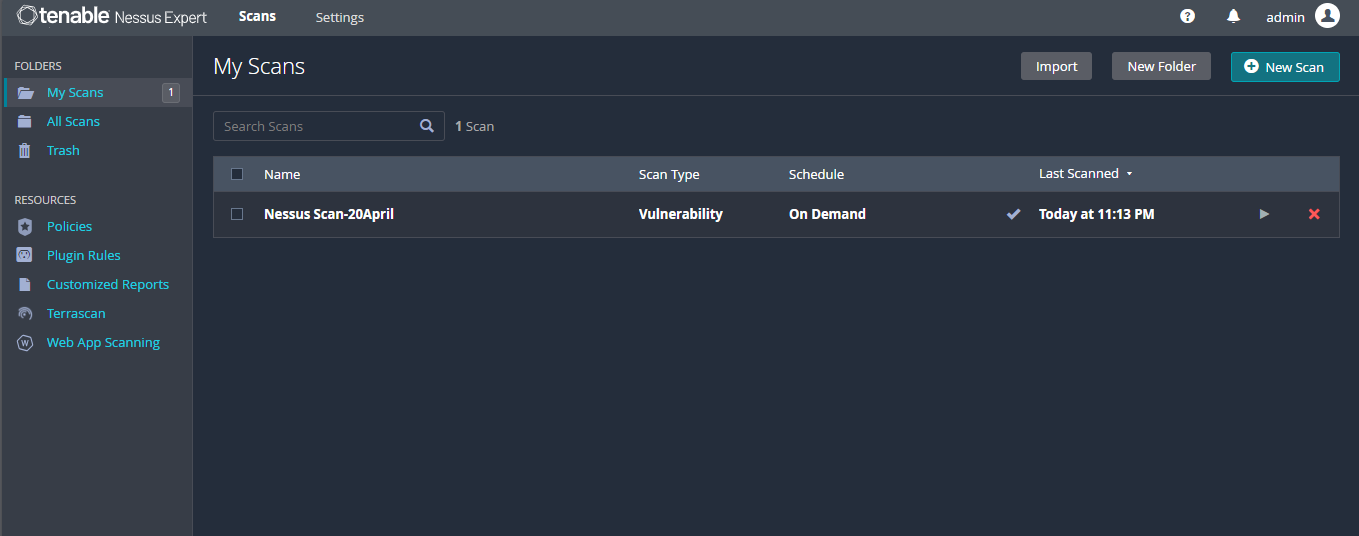 tenable Nessus Expert Scans Settings ? admin
FOLDERS
My Scans 1
All Scans
Trash
RESOURCES
Policies
Plugin Rules
Customized Reports
Terrascan
W Web App Scanning
My Scans Import New Folder New Scan
Search Scans 1 Scan
Name Scan Type Schedule Last Scanned
Nessus Scan-20April Vulnerability On Demand Today at 11:13 PM